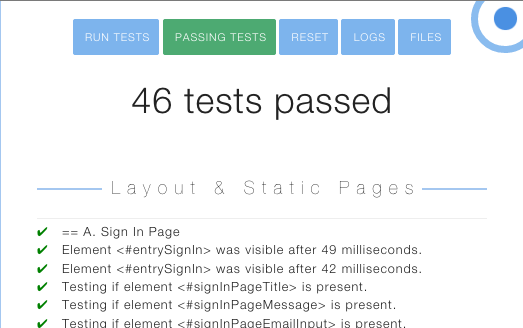 RUN TESTS PASSING TESTS RESET LOGS FILES
46 tests passed
Layout & Static Pages
✔ == A. Sign In Page
✔ Element <#entrySignIn> was visible after 49 milliseconds.
✔ Element <#entrySignIn> was visible after 42 milliseconds.
✔ Testing if element <#signInPageTitle> is present.
✔ Testing if element <#signInPageMessage> is present.
✔ Testing if element <#signInPageEmailInput> is present.